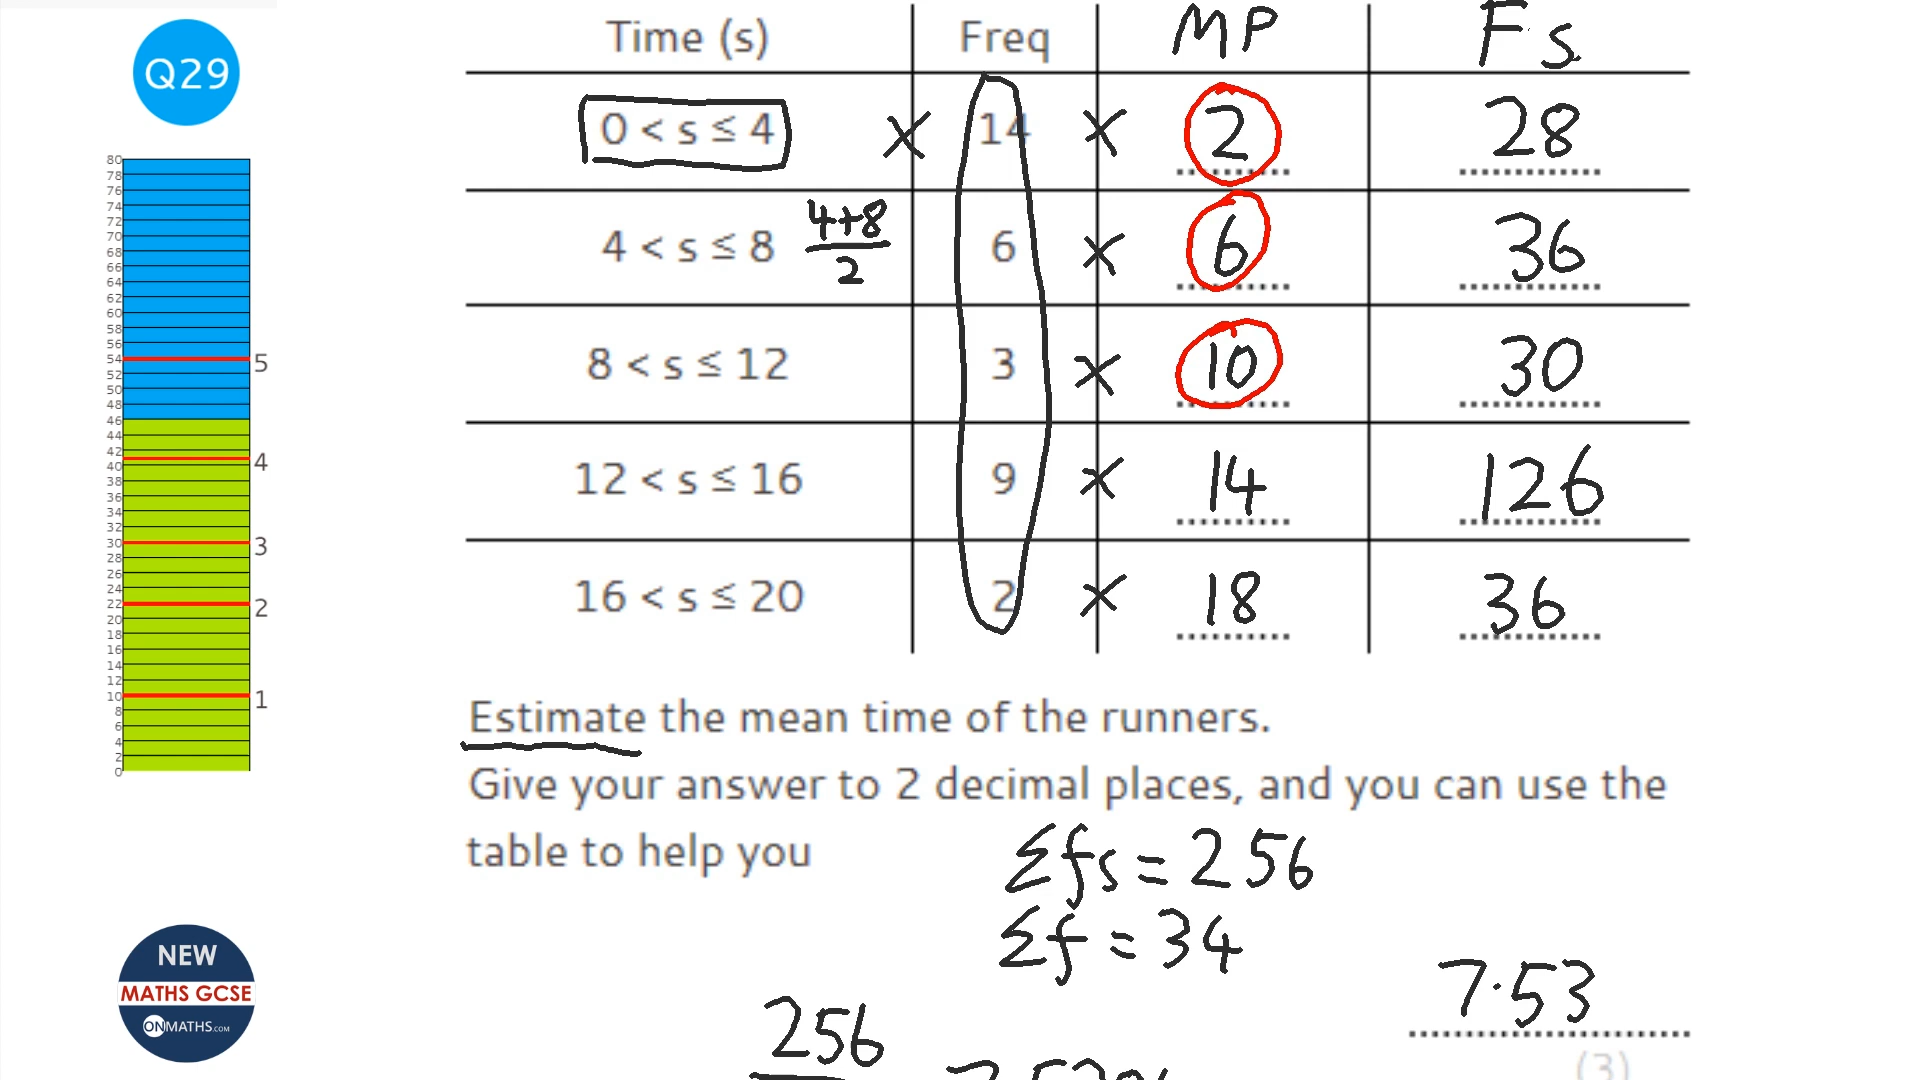 Q29
Time (s) Freq MP Fs
0 < s ≤ 4 × 14 × 2 28
4 < s ≤ 8 4+8/2 6 × 6 36
8 < s ≤ 12 3 × 10 30
12 < s ≤ 16 9 × 14 126
16 < s ≤ 20 2 × 18 36
80
78
76
74
72
70
68
66
64
62
60
58
56
54 5
52
50
48
46
44
42
40 4
38
36
34
32
30 3
28
26
24
22 2
20
18
16
14
12
10 1
8
6
4
2
0
Estimate the mean time of the runners.
Give your answer to 2 decimal places, and you can use the
table to help you
Σfs = 256
Σf = 34
7.53
(3)
256
NEW
MATHS GCSE
ONMATHS.COM